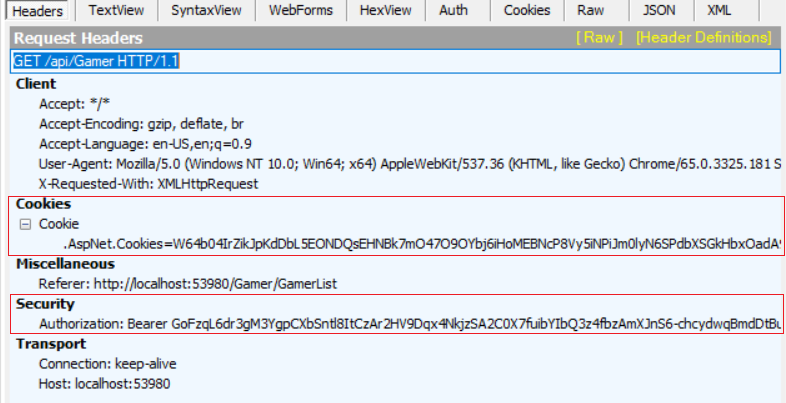 Headers TextView SyntaxView WebForms HexView Auth Cookies Raw JSON XML
Request Headers [ Raw ] [Header Definitions]
GET /api/Gamer HTTP/1.1
Client
Accept: */*
Accept-Encoding: gzip, deflate, br
Accept-Language: en-US,en;q=0.9
User-Agent: Mozilla/5.0 (Windows NT 10.0; Win64; x64) AppleWebKit/537.36 (KHTML, like Gecko) Chrome/65.0.3325.181 S
X-Requested-With: XMLHttpRequest
Cookies
Cookie
.AspNet.Cookies=W64b04IrZikJpKdDbL5EONDQsEHNBk7mO47O9OYbj6iHoMEBNcP8Vy5iNPiJm0lyN6SPdbXSGkHbxOadA
Miscellaneous
Referer: http://localhost:53980/Gamer/GamerList
Security
Authorization: Bearer GoFzqL6dr3gM3YgpCXbSntl8ItCzAr2HV9Dqx4NkjzSA2C0X7fuibYIbQ3z4fbzAmXJnS6-chcydwqBmdDtBu
Transport
Connection: keep-alive
Host: localhost:53980